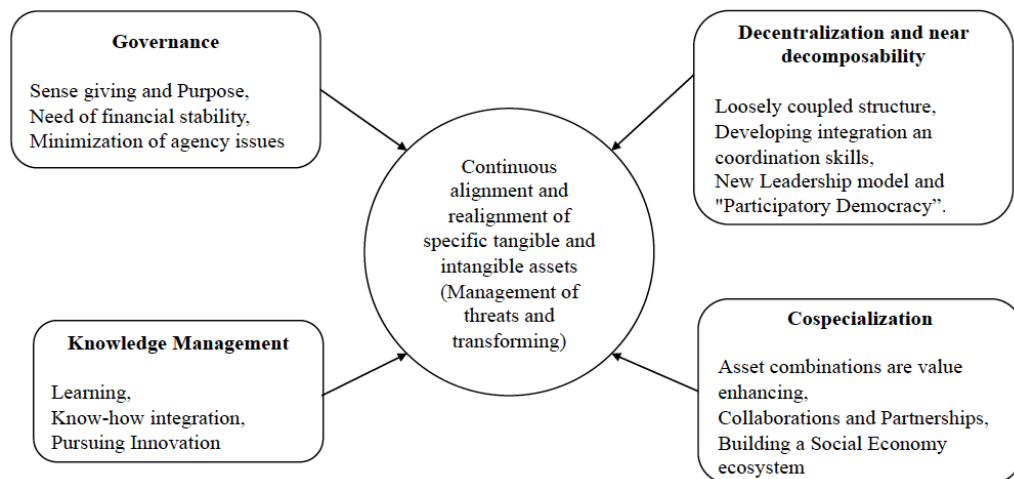 Governance
Sense giving and Purpose,
Need of financial stability,
Minimization of agency issues
Decentralization and near
decomposability
Loosely coupled structure,
Developing integration an
coordination skills,
New Leadership model and
"Participatory Democracy”.
Continuous
alignment and
realignment of
specific tangible and
intangible assets
(Management of
threats and
transforming)
Knowledge Management
Learning,
Know-how integration,
Pursuing Innovation
Cospecialization
Asset combinations are value
enhancing,
Collaborations and Partnerships,
Building a Social Economy
ecosystem